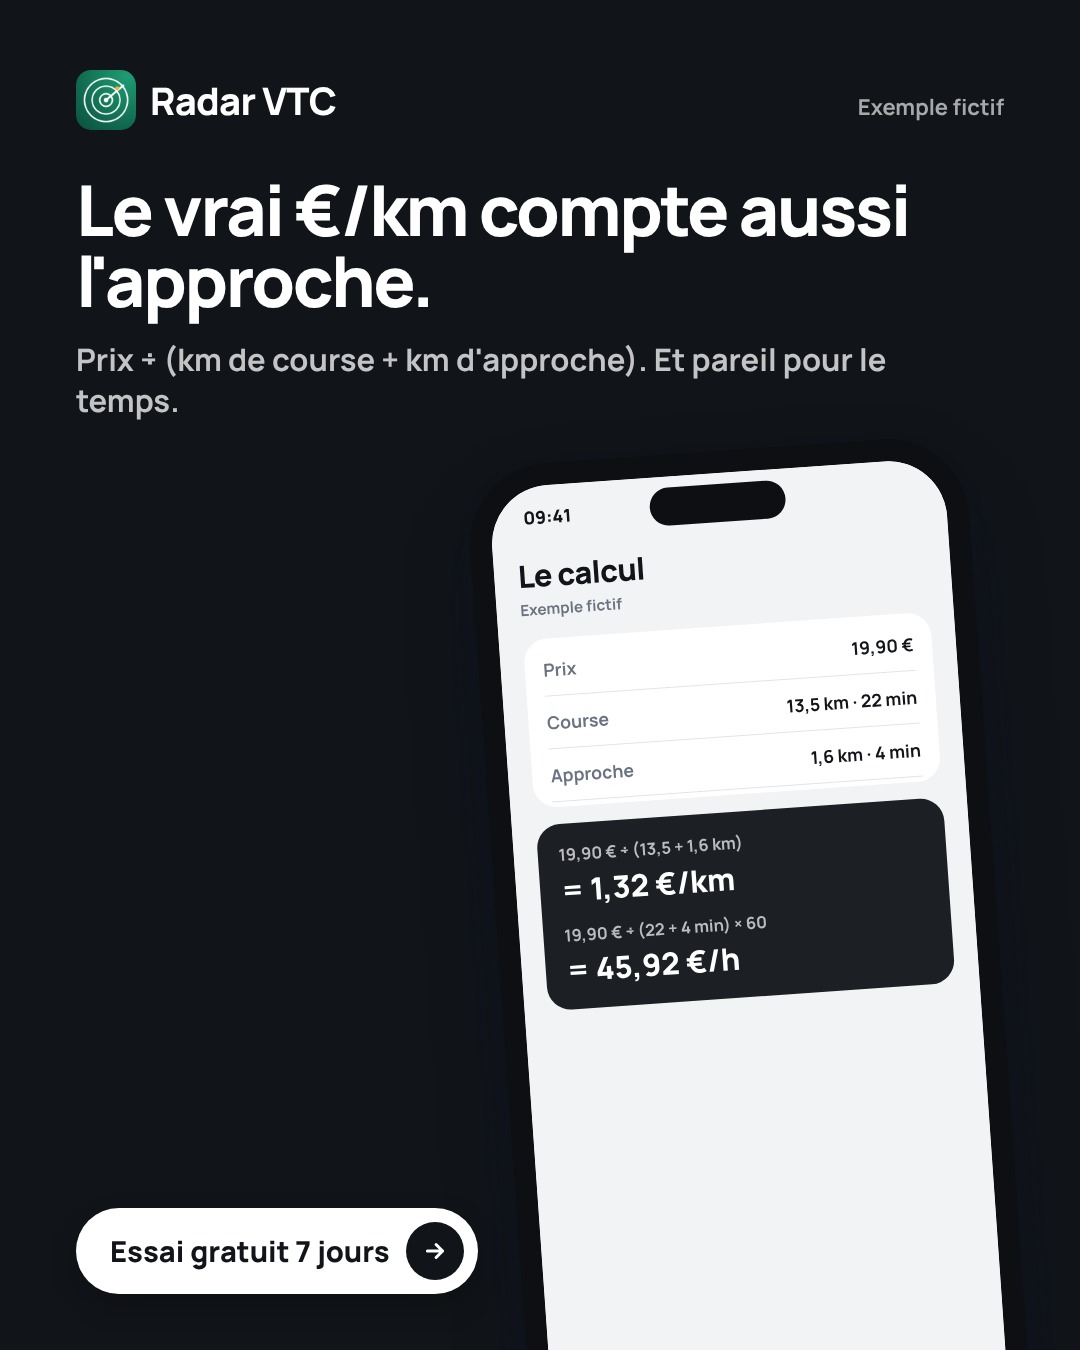 Radar VTC
Exemple fictif
Le vrai €/km compte aussi
l'approche.
Prix ÷ (km de course + km d'approche). Et pareil pour le
temps.
09:41
Le calcul
Exemple fictif
Prix 19,90 €
Course 13,5 km · 22 min
Approche 1,6 km · 4 min
19,90 € ÷ (13,5 + 1,6 km)
= 1,32 €/km
19,90 € ÷ (22 + 4 min) × 60
= 45,92 €/h
Essai gratuit 7 jours →